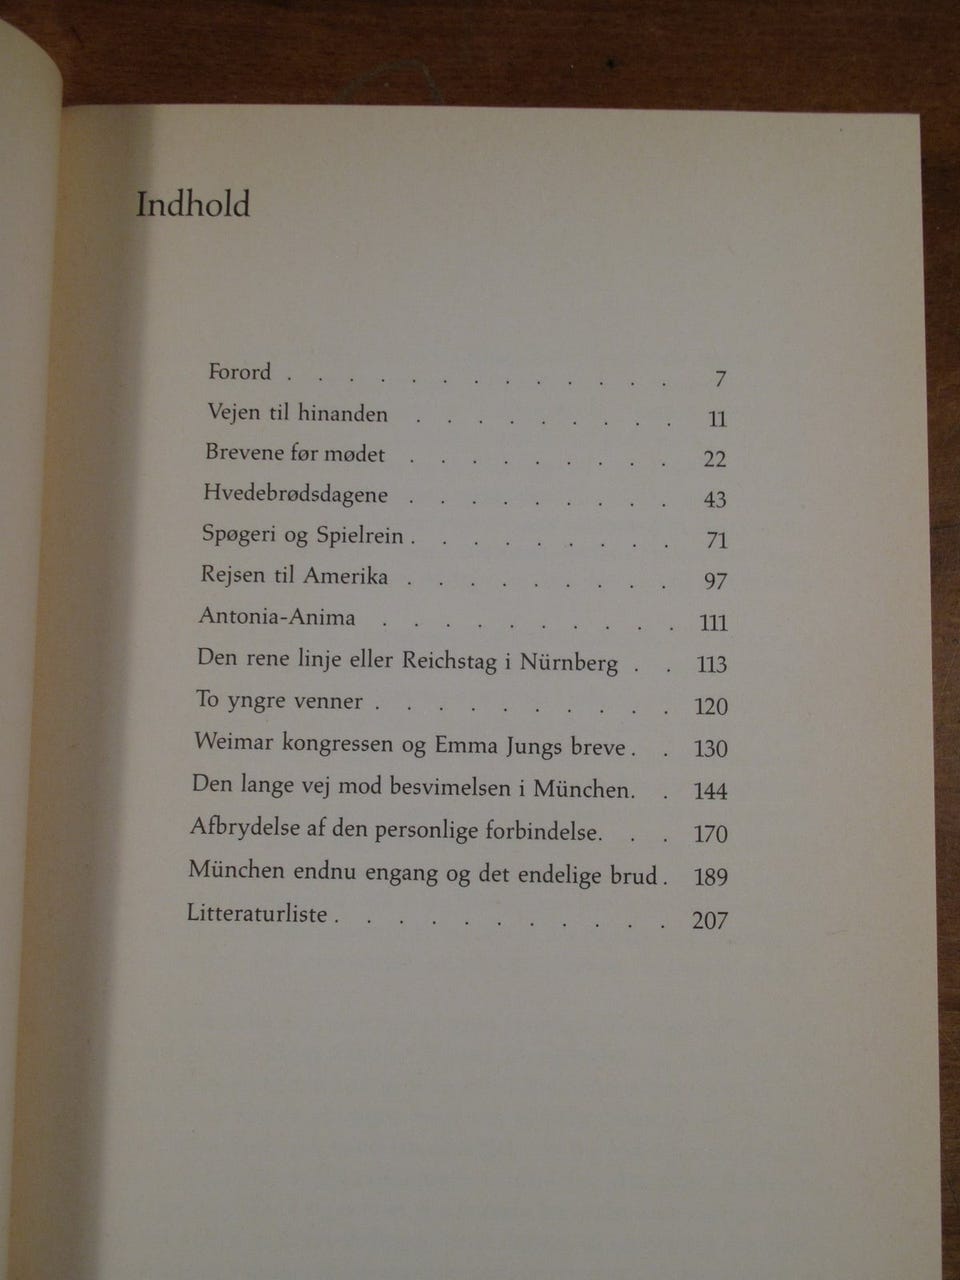 Indhold
Forord . . . . . . . . . . . . . 7
Vejen til hinanden . . . . . . . . . 11
Brevene før mødet . . . . . . . . . 22
Hvedebrødsdagene . . . . . . . . . 43
Spøgeri og Spielrein . . . . . . . . . 71
Rejsen til Amerika . . . . . . . . . 97
Antonia-Anima . . . . . . . . . . 111
Den rene linje eller Reichstag i Nürnberg . . 113
To yngre venner . . . . . . . . . . 120
Weimar kongressen og Emma Jungs breve . . 130
Den lange vej mod besvimelsen i München. . 144
Afbrydelse af den personlige forbindelse. . . 170
München endnu engang og det endelige brud . 189
Litteraturliste . . . . . . . . . . . 207